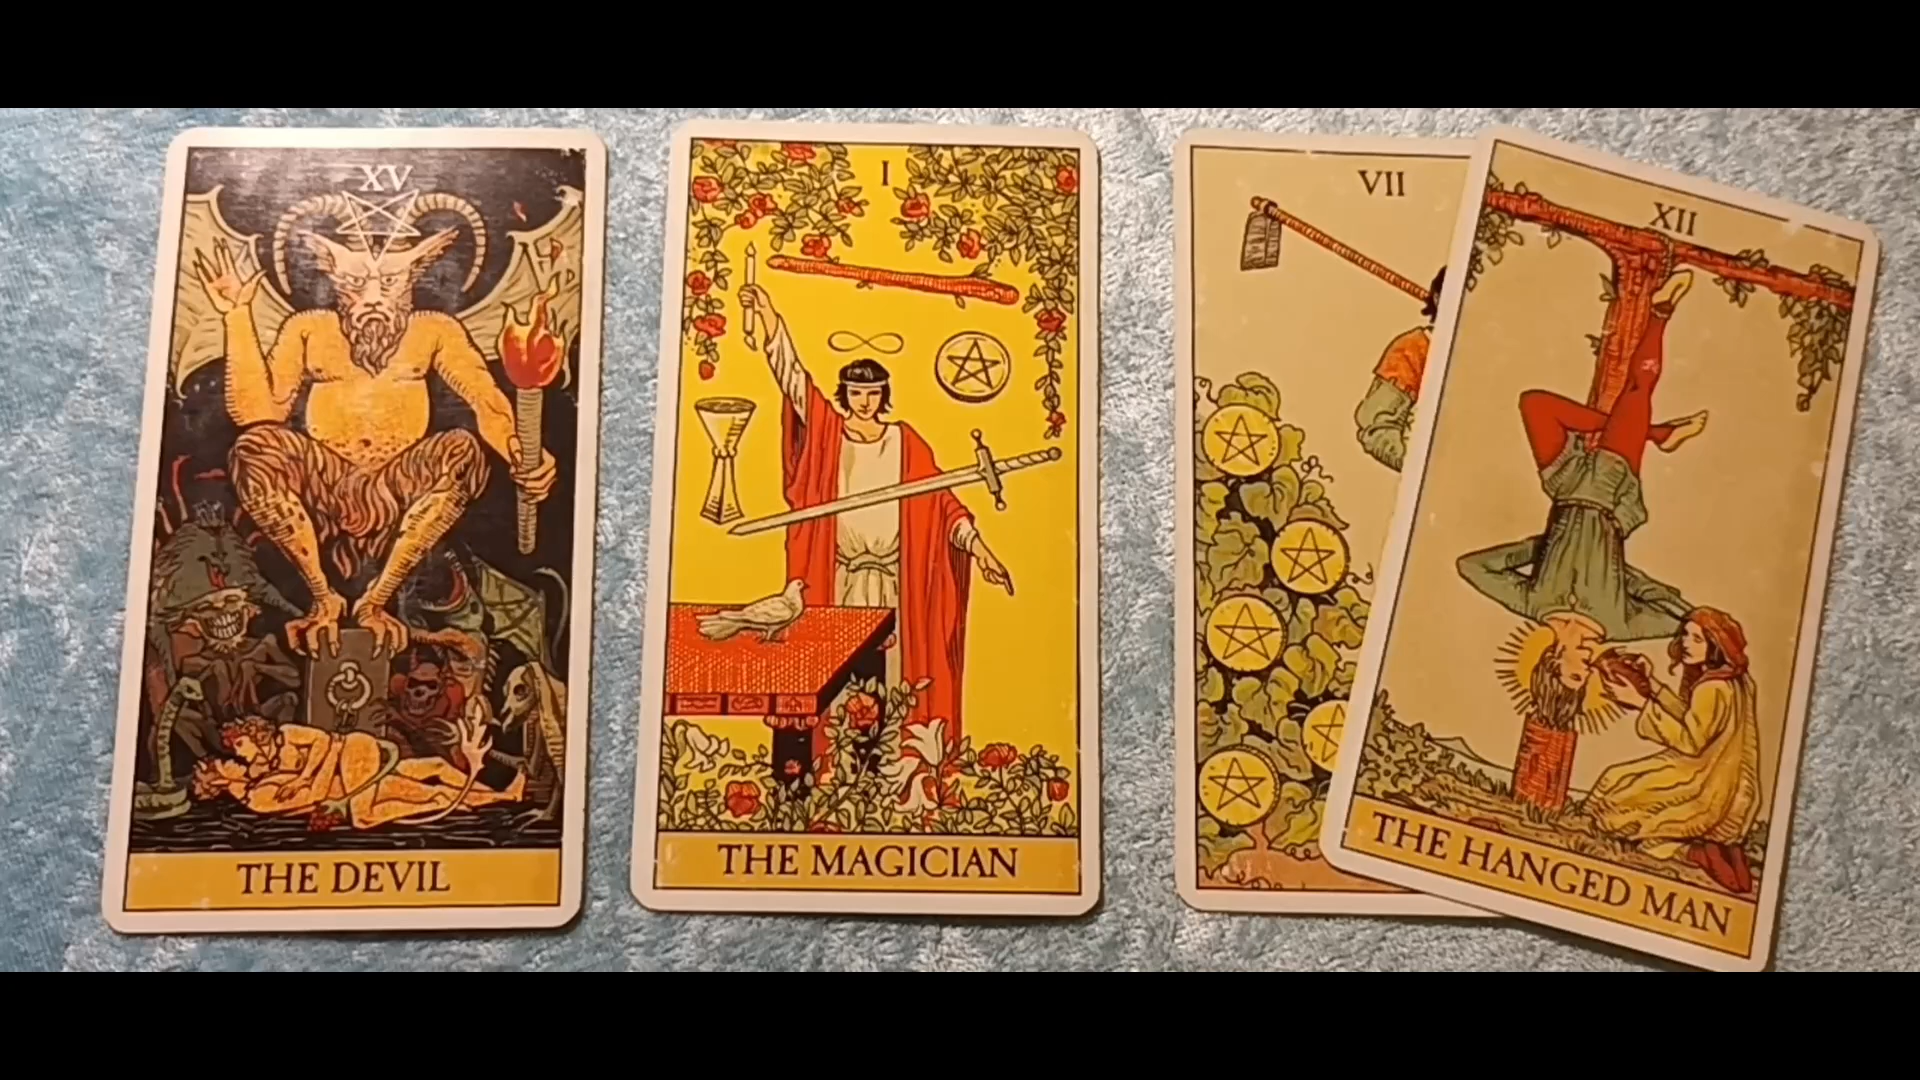 XV
THE DEVIL
I
THE MAGICIAN
VII
XII
THE HANGED MAN